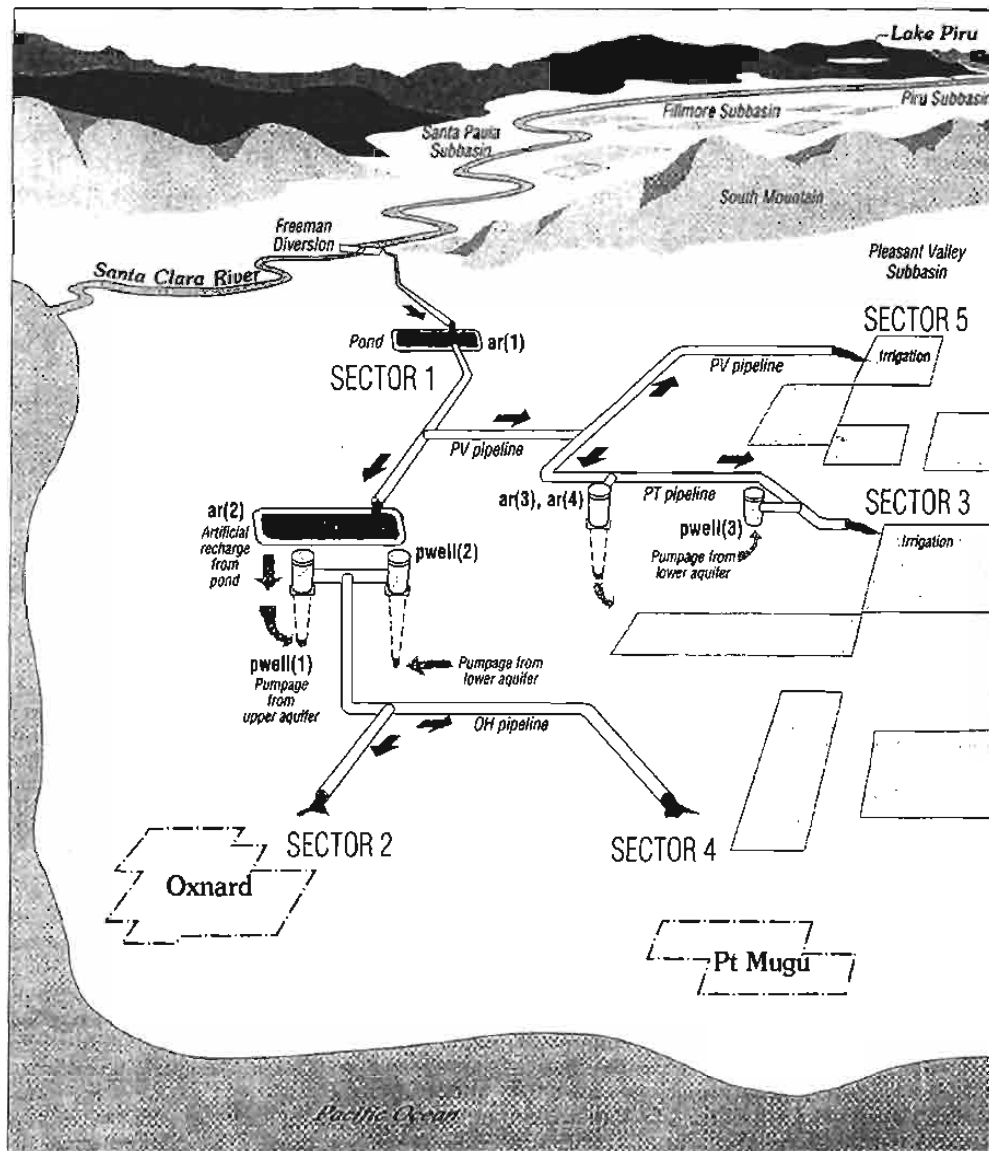 Lake Piru
Piru Subbasin
Fillmore Subbasin
Santa Paula
Subbasin
South Mountain
Freeman
Diversion
Santa Clara River
Pleasant Valley
Subbasin
SECTOR 5
Pond
ar(1)
Irrigation
PV pipeline
SECTOR 1
PV pipeline
ar(3), ar(4)
PT pipeline
SECTOR 3
pwell(3)
Irrigation
Pumpage from
lower aquifer
ar(2)
Artificial
recharge
from
pond
pwell(2)
pwell(1)
Pumpage
from
upper aquifer
Pumpage from
lower aquifer
OH pipeline
SECTOR 2
SECTOR 4
Oxnard
Pt Mugu
Pacific Ocean